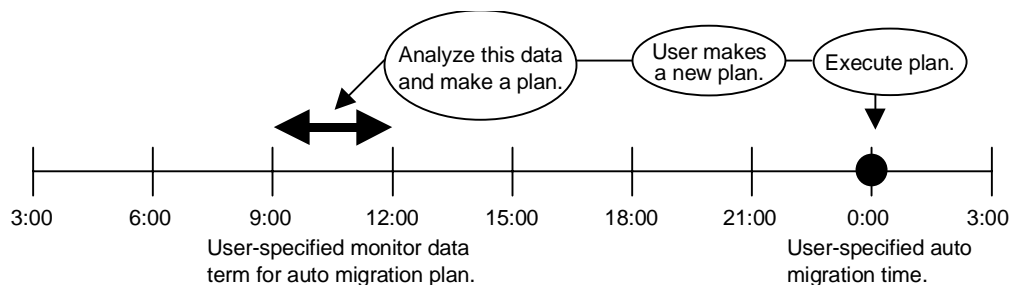 Analyze this data
and make a plan.
User makes
a new plan.
Execute plan.
3:00
6:00
9:00
12:00
15:00
18:00
21:00
0:00
3:00
User-specified monitor data
term for auto migration plan.
User-specified auto
migration time.